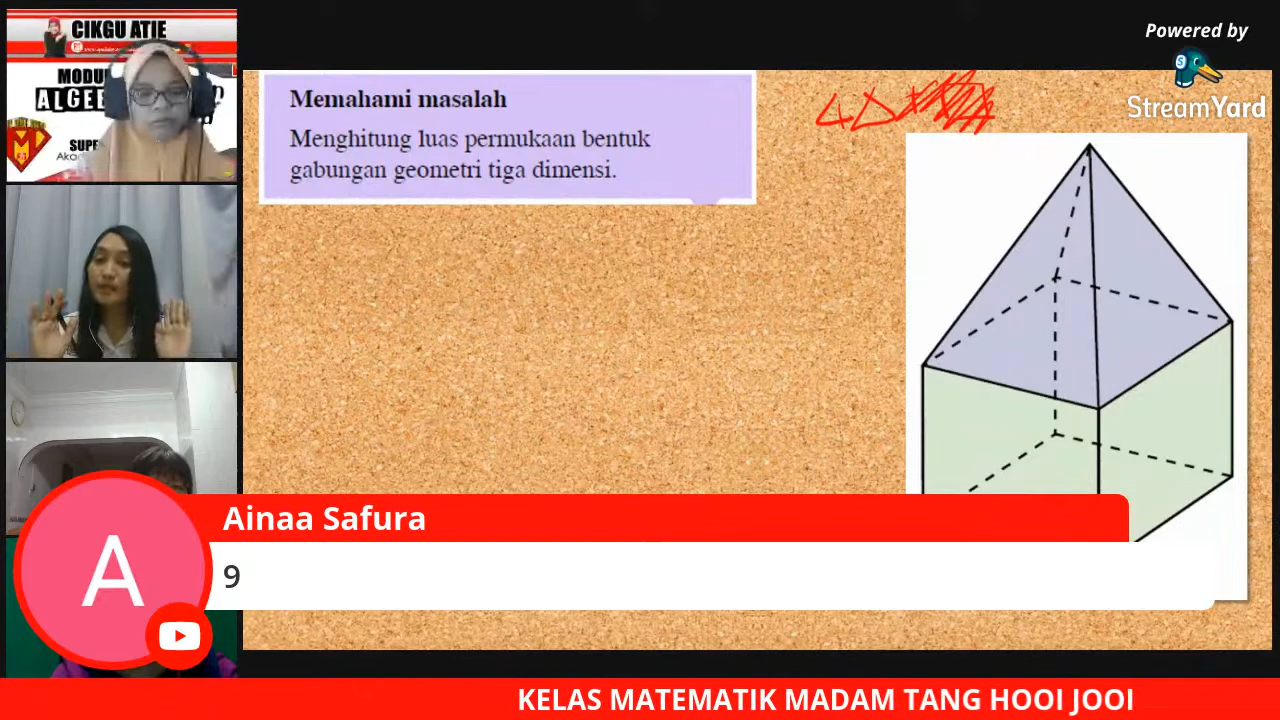 CIKGU ATIE
MODU
ALGE
SUPE
Powered by
StreamYard
Memahami masalah
Menghitung luas permukaan bentuk
gabungan geometri tiga dimensi.
4
Ainaa Safura
A
9
KELAS MATEMATIK MADAM TANG HOOI JOOI